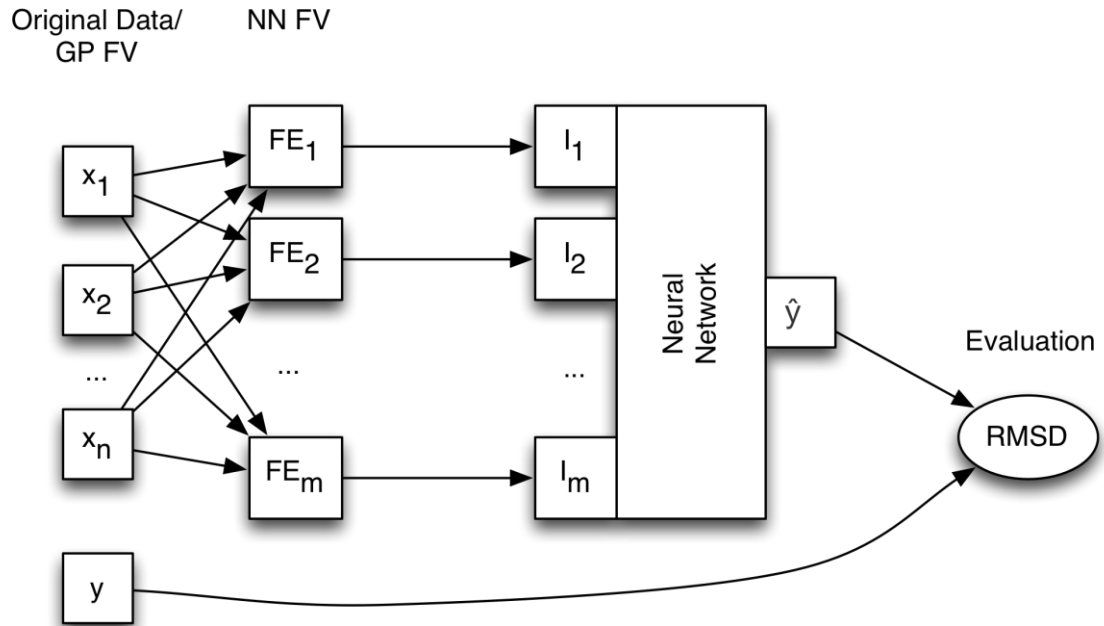 Original Data/
GP FV
NN FV
x1
x2
...
xn
y
FE1
FE2
...
FEm
I1
I2
...
Im
Neural
Network
ŷ
Evaluation
RMSD